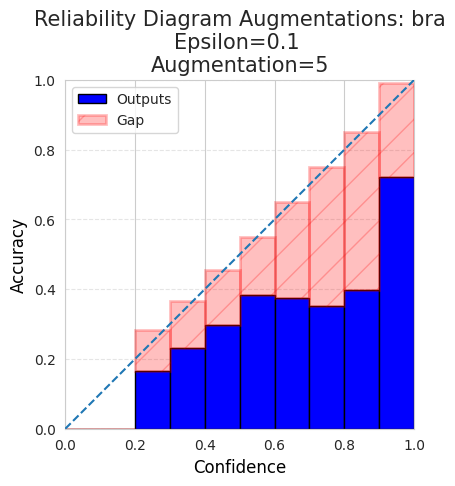 Reliability Diagram Augmentations: bra
Epsilon=0.1
Augmentation=5
1.0
Outputs
Gap
0.8
0.6
0.4
0.2
0.0
Accuracy
0.0 0.2 0.4 0.6 0.8 1.0
Confidence